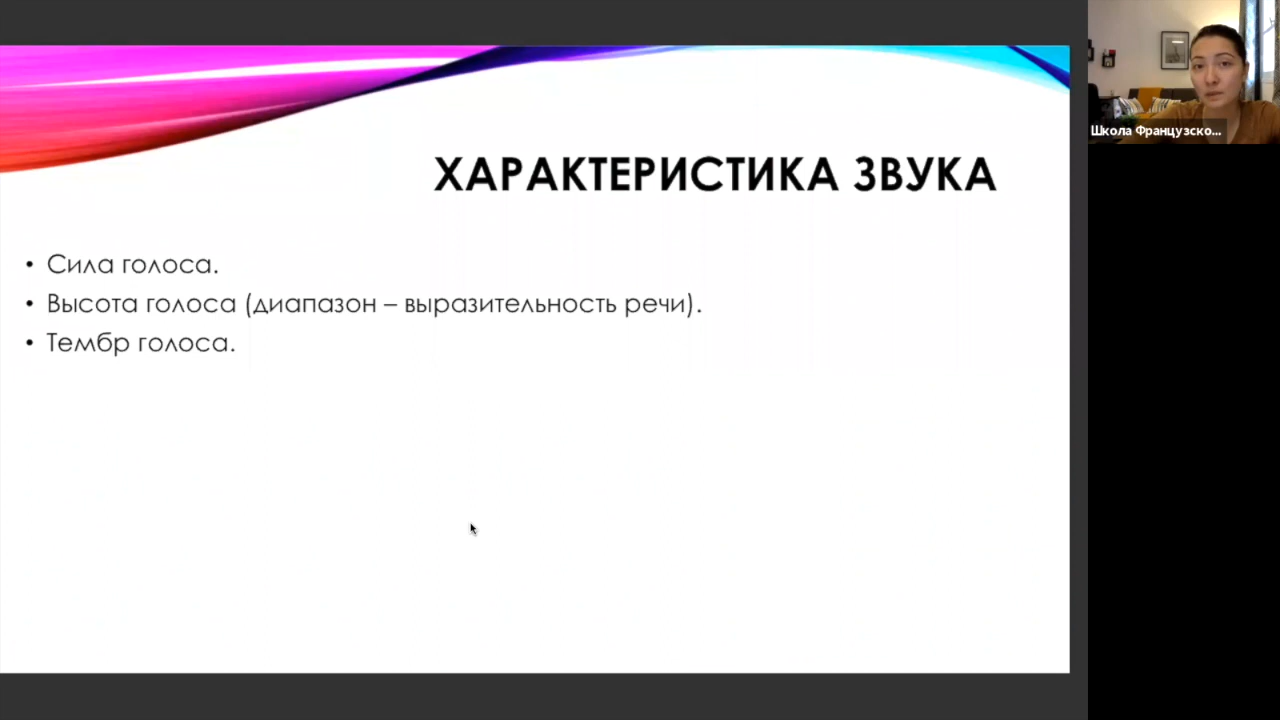 ХАРАКТЕРИСТИКА ЗВУКА
• Сила голоса.
• Высота голоса (диапазон – выразительность речи).
• Тембр голоса.
Школа Французско...